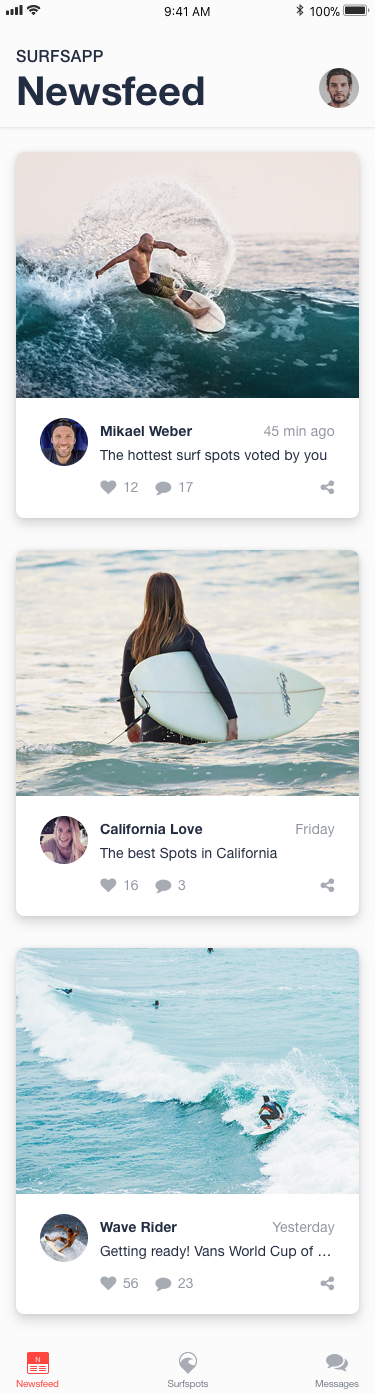 9:41 AM 100%
SURFSAPP
Newsfeed
Mikael Weber 45 min ago
The hottest surf spots voted by you
12 17
California Love Friday
The best Spots in California
16 3
Wave Rider Yesterday
Getting ready! Vans World Cup of ...
56 23
N
Newsfeed Surfspots Messages